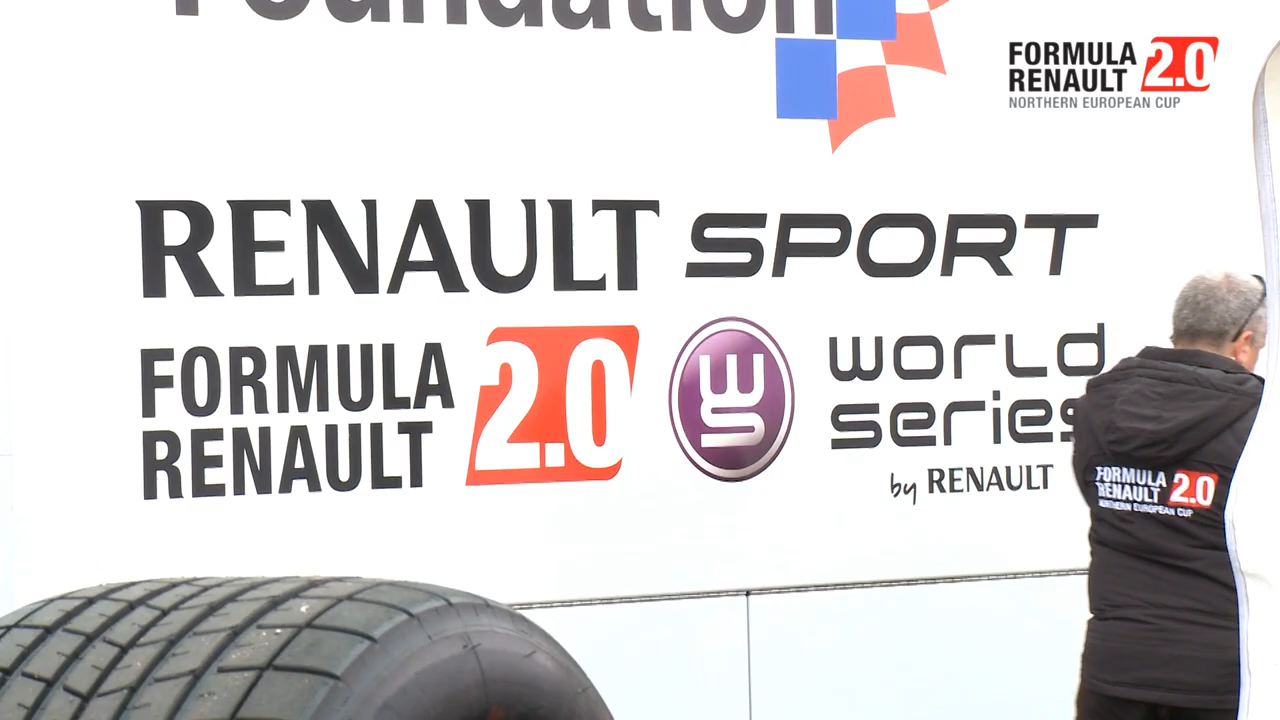 Foundation
FORMULA
RENAULT 2.0
NORTHERN EUROPEAN CUP
RENAULT SPORT
FORMULA
RENAULT 2.0
WS
world
series
by RENAULT
FORMULA
RENAULT 2.0
NORTHERN EUROPEAN CUP